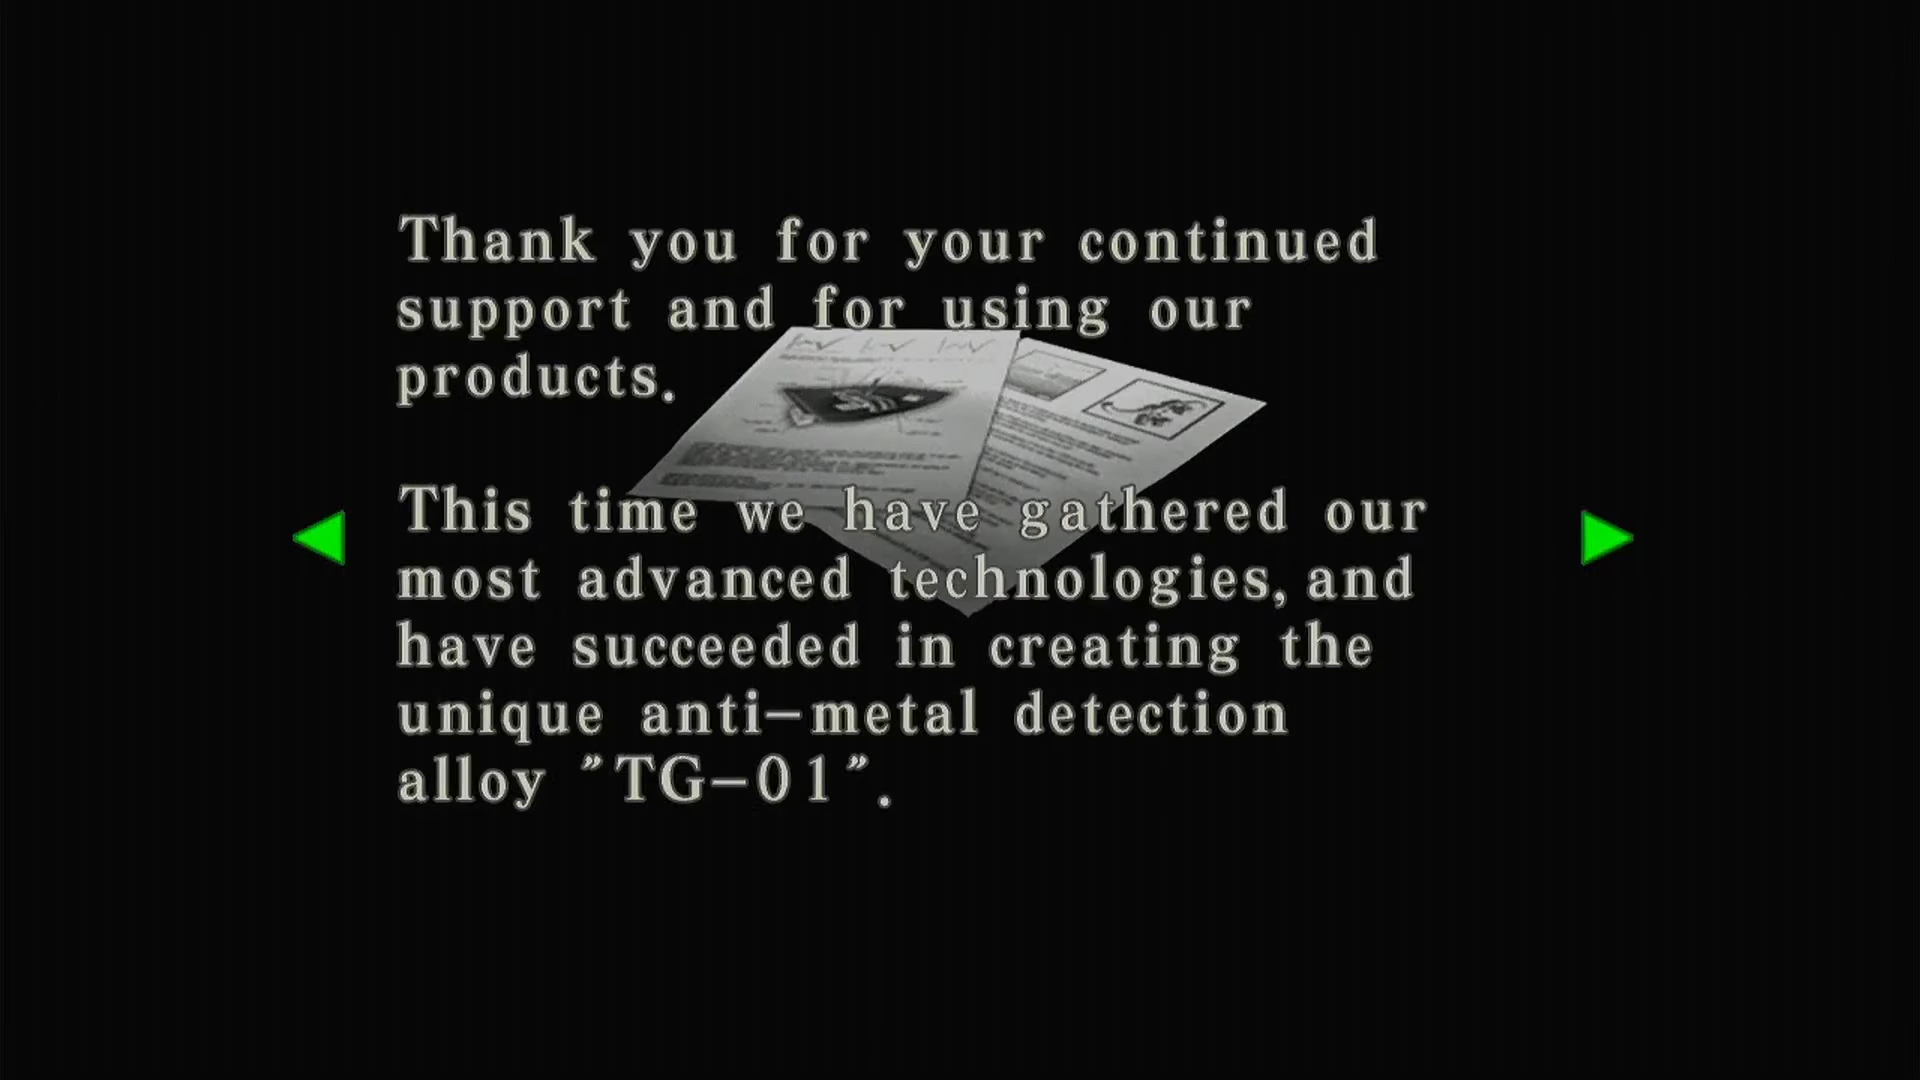 Thank you for your continued
support and for using our
products.
This time we have gathered our
most advanced technologies, and
have succeeded in creating the
unique anti-metal detection
alloy "TG-01".